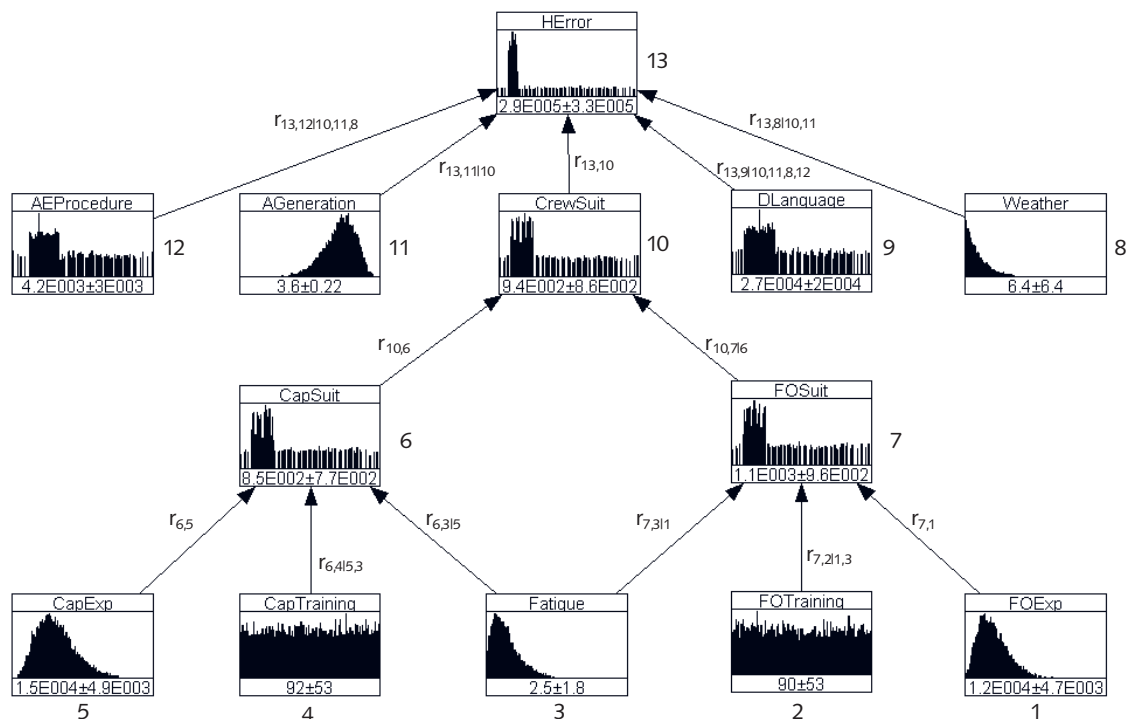 HError
13
2.9E005±3.3E005
r13,12|10,11,8
r13,11|10
r13,10
r13,9|10,11,8,12
r13,8|10,11
AEProcedure
12
4.2E003±3E003
AGeneration
11
3.6±0.22
CrewSuit
10
9.4E002±8.6E002
DLanquage
9
2.7E004±2E004
Weather
8
6.4±6.4
r10,6
r10,7|6
CapSuit
6
8.5E002±7.7E002
FOSuit
7
1.1E003±9.6E002
r6,5
r6,4|5,3
r6,3|5
r7,3|1
r7,2|1,3
r7,1
CapExp
1.5E004±4.9E003
5
CapTraininq
92±53
4
Fatique
2.5±1.8
3
FOTraininq
90±53
2
FOExp
1.2E004±4.7E003
1